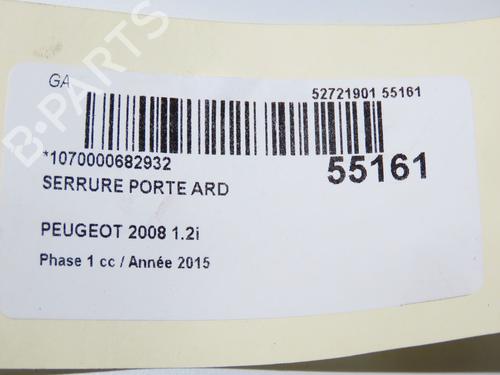 GA
52721901 55161
*1070000682932
55161
SERRURE PORTE ARD
PEUGEOT 2008 1.2i
Phase 1 cc / Année 2015
B-PARTS